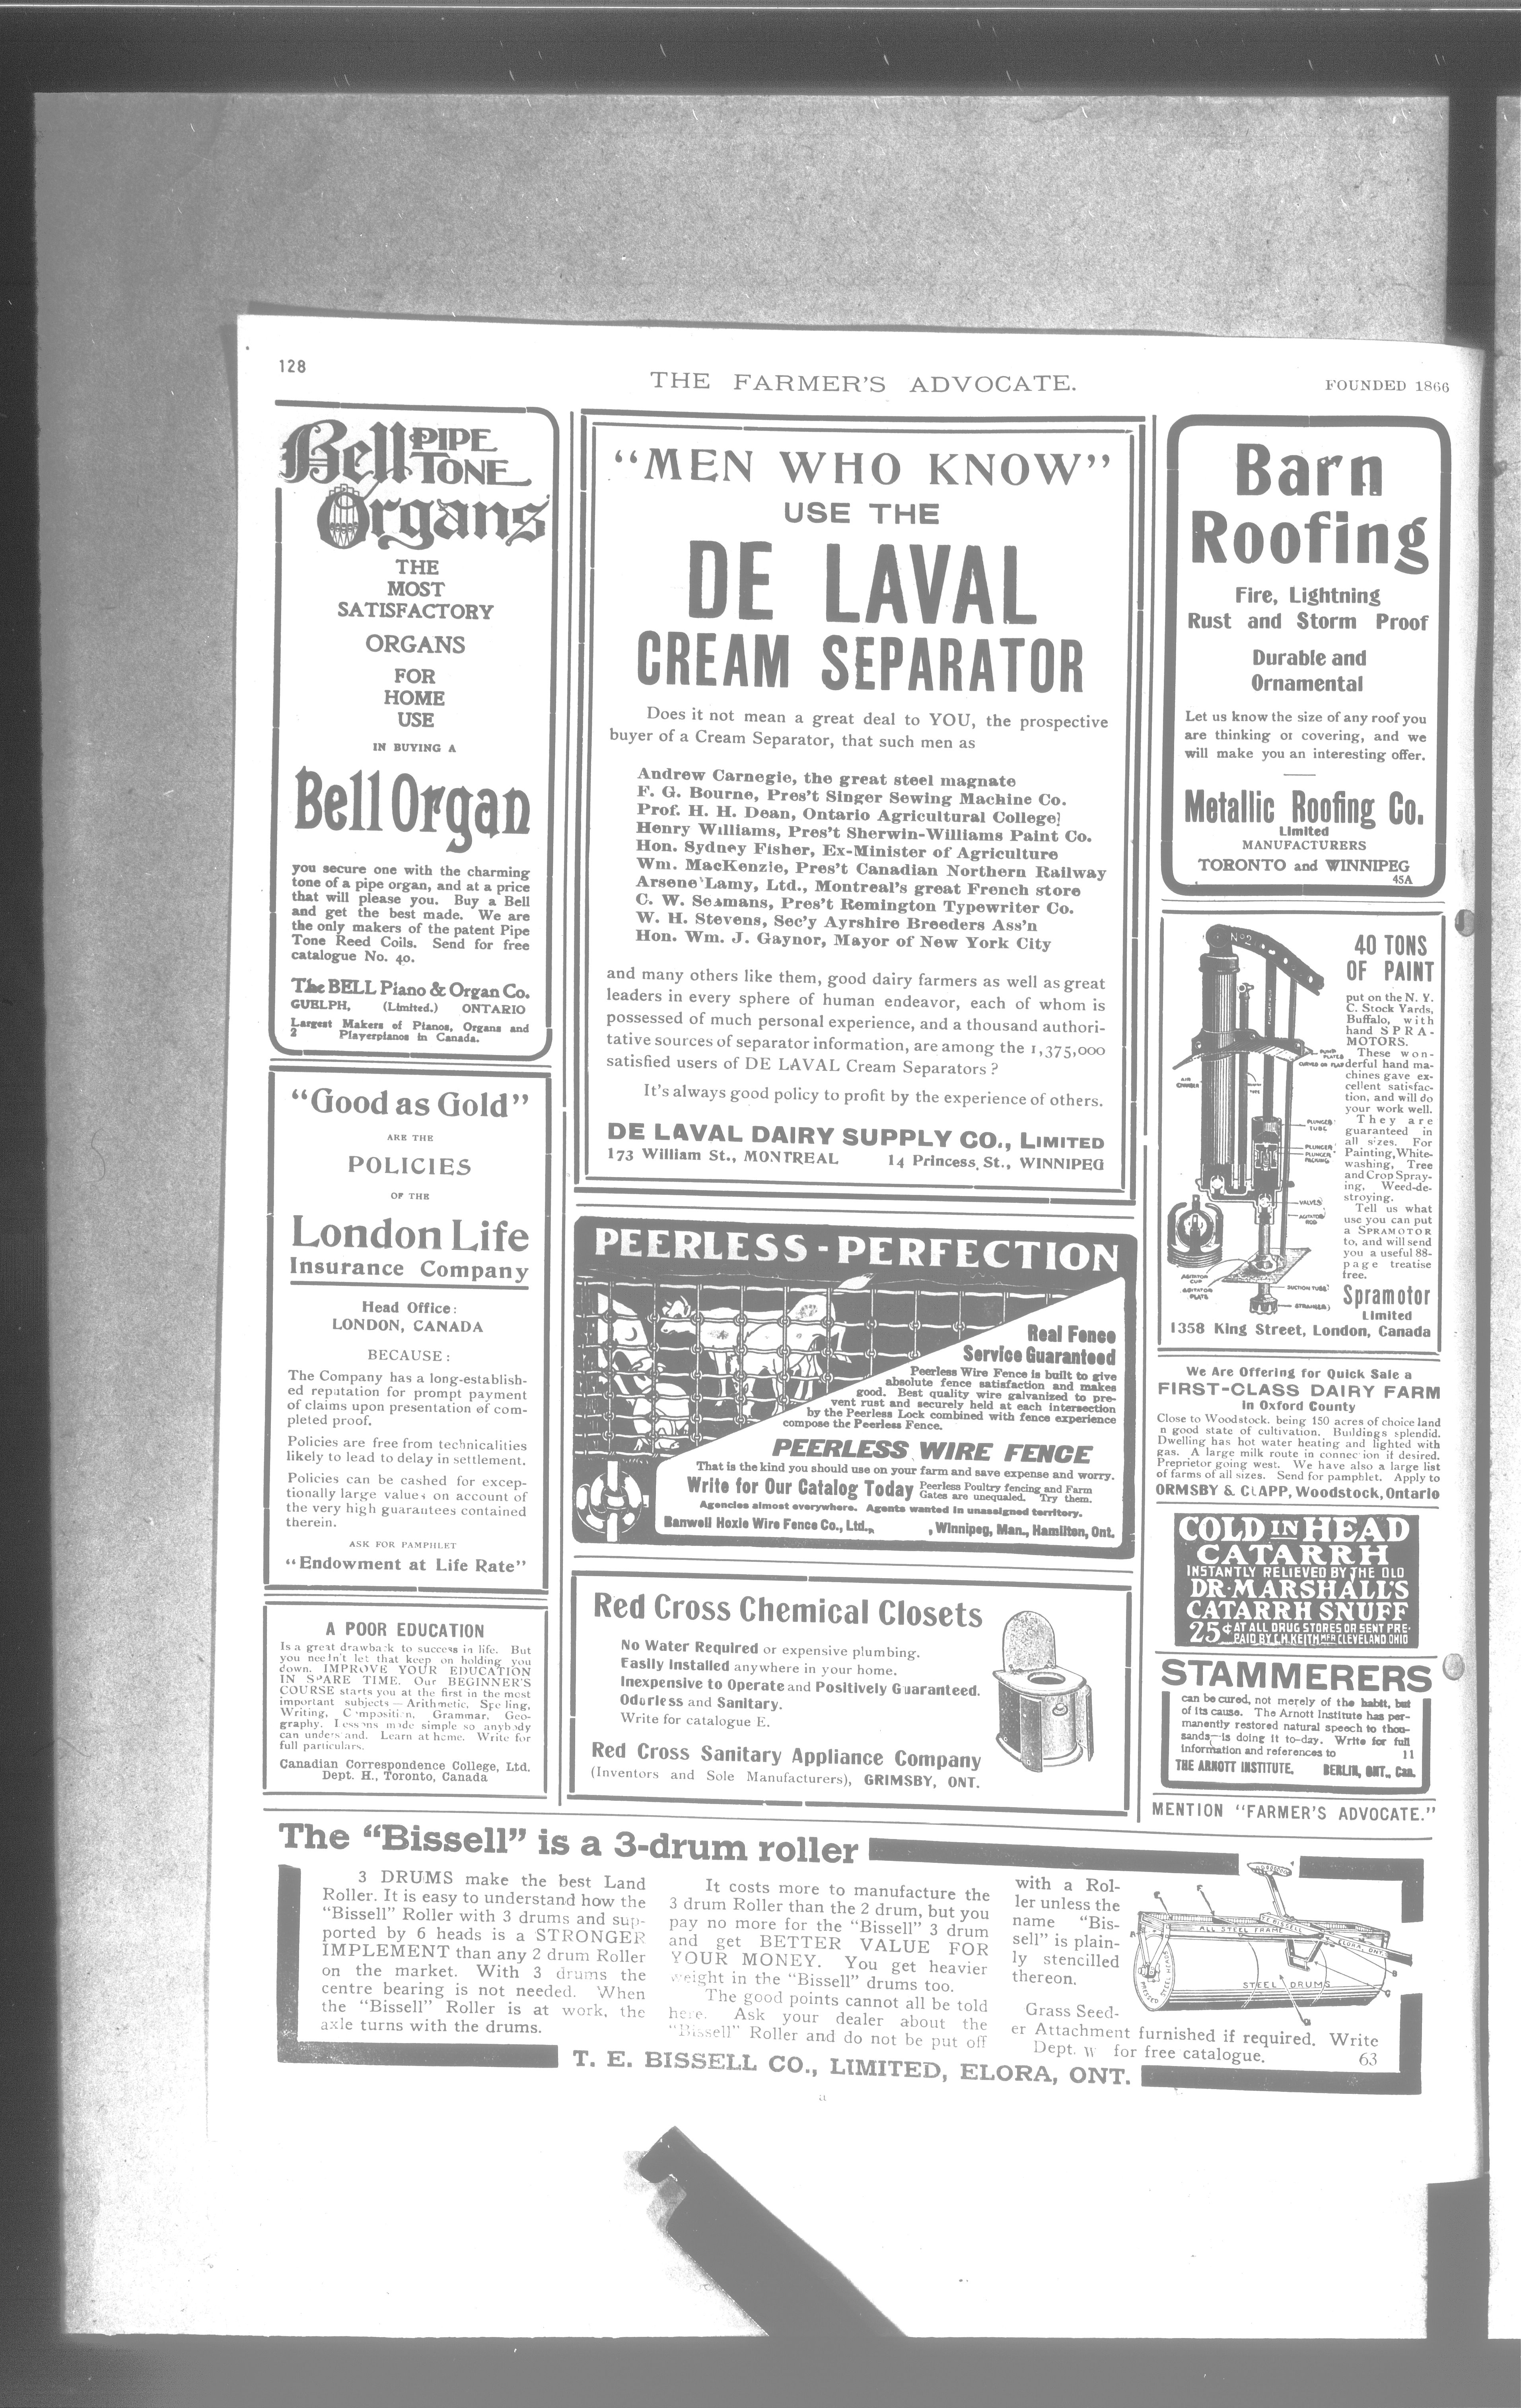 128
THE FARMER'S ADVOCATE.
FOUNDED 1866
Bell PIPE
TONE
Organs
THE
MOST
SATISFACTORY
ORGANS
FOR
HOME
USE
IN BUYING A
Bell Organ
you secure one with the charming
tone of a pipe organ, and at a price
that will please you. Buy a Bell
and get the best made. We are
the only makers of the patent Pipe
Tone Reed Coils. Send for free
catalogue No. 40.
The BELL Piano & Organ Co.
GUELPH, (Limited.) ONTARIO
Largest Makers of Pianos, Organs and
2 Playerpianos in Canada.
"Good as Gold"
ARE THE
POLICIES
OF THE
London Life
Insurance Company
Head Office:
LONDON, CANADA
BECAUSE:
The Company has a long-establish-
ed reputation for prompt payment
of claims upon presentation of com-
pleted proof.
Policies are free from technicalities
likely to lead to delay in settlement.
Policies can be cashed for excep-
tionally large values on account of
the very high guarantees contained
therein.
ASK FOR PAMPHLET
"Endowment at Life Rate"
A POOR EDUCATION
Is a great drawback to success in life. But
you needn't let that keep on holding you
down. IMPROVE YOUR EDUCATION
IN SPARE TIME. Our BEGINNER'S
COURSE starts you at the first in the most
important subjects — Arithmetic, Spelling,
Writing, Composition, Grammar, Geo-
graphy. Lessons made simple so anybody
can understand. Learn at home. Write for
full particulars.
Canadian Correspondence College, Ltd.
Dept. H., Toronto, Canada
"MEN WHO KNOW"
USE THE
DE LAVAL
CREAM SEPARATOR
Does it not mean a great deal to YOU, the prospective
buyer of a Cream Separator, that such men as
Andrew Carnegie, the great steel magnate
F. G. Bourne, Pres't Singer Sewing Machine Co.
Prof. H. H. Dean, Ontario Agricultural College
Henry Williams, Pres't Sherwin-Williams Paint Co.
Hon. Sydney Fisher, Ex-Minister of Agriculture
Wm. MacKenzie, Pres't Canadian Northern Railway
Arsene Lamy, Ltd., Montreal's great French store
C. W. Seamans, Pres't Remington Typewriter Co.
W. H. Stevens, Sec'y Ayrshire Breeders Ass'n
Hon. Wm. J. Gaynor, Mayor of New York City
and many others like them, good dairy farmers as well as great
leaders in every sphere of human endeavor, each of whom is
possessed of much personal experience, and a thousand authori-
tative sources of separator information, are among the 1,375,000
satisfied users of DE LAVAL Cream Separators?
It's always good policy to profit by the experience of others.
DE LAVAL DAIRY SUPPLY CO., LIMITED
173 William St., MONTREAL 14 Princess St., WINNIPEG
PEERLESS - PERFECTION
Real Fence
Service Guaranteed
Peerless Wire Fence is built to give
absolute fence satisfaction and makes
good. Best quality wire galvanized to pre-
vent rust and securely held at each intersection
by the Peerless Lock combined with fence experience
compose the Peerless Fence.
PEERLESS WIRE FENCE
That is the kind you should use on your farm and save expense and worry.
Write for Our Catalog Today Peerless Poultry fencing and Farm
Gates are unequaled. Try them.
Agencies almost everywhere. Agents wanted in unassigned territory.
Banwell Hoxie Wire Fence Co., Ltd., Winnipeg, Man., Hamilton, Ont.
Red Cross Chemical Closets
No Water Required or expensive plumbing.
Easily Installed anywhere in your home.
Inexpensive to Operate and Positively Guaranteed.
Odorless and Sanitary.
Write for catalogue E.
Red Cross Sanitary Appliance Company
(Inventors and Sole Manufacturers), GRIMSBY, ONT.
Barn
Roofing
Fire, Lightning
Rust and Storm Proof
Durable and
Ornamental
Let us know the size of any roof you
are thinking of covering, and we
will make you an interesting offer.
Metallic Roofing Co.
Limited
MANUFACTURERS
TORONTO and WINNIPEG
45A
40 TONS
OF PAINT
put on the N. Y.
C. Stock Yards,
Buffalo, with
hand SPRA-
MOTORS.
These won-
derful hand ma-
chines gave ex-
cellent satisfac-
tion, and will do
your work well.
They are
guaranteed in
all sizes. For
Painting, White-
washing, Tree
and Crop Spray-
ing, Weed-de-
stroying.
Tell us what
use you can put
a SPRAMOTOR
to, and will send
you a useful 88-
page treatise
free.
No 2
AIR
CHAMBER
PLUNGER
TUBE
PLUNGER
PLUNGER
PACKING
VALVES
AGITATOR
ROD
AGITATOR
CUP
AGITATOR
PLATE
SUCTION TUBE
STRAINER
Spramotor
Limited
1358 King Street, London, Canada
We Are Offering for Quick Sale a
FIRST-CLASS DAIRY FARM
In Oxford County
Close to Woodstock, being 150 acres of choice land
n good state of cultivation. Buildings splendid.
Dwelling has hot water heating and lighted with
gas. A large milk route in connec ion if desired.
Preprietor going west. We have also a large list
of farms of all sizes. Send for pamphlet. Apply to
ORMSBY & CLAPP, Woodstock, Ontario
COLD IN HEAD
CATARRH
INSTANTLY RELIEVED BY THE OLD
DR. MARSHALL'S
CATARRH SNUFF
25¢ AT ALL DRUG STORES OR SENT PRE-
PAID BY C.H. KEITH MFR CLEVELAND OHIO
STAMMERERS
can be cured, not merely of the habit, but
of its cause. The Arnott Institute has per-
manently restored natural speech to thou-
sands—is doing it to-day. Write for full
information and references to 11
THE ARNOTT INSTITUTE, BERLIN, ONT., Can.
MENTION "FARMER'S ADVOCATE."
The "Bissell" is a 3-drum roller
3 DRUMS make the best Land
Roller. It is easy to understand how the
"Bissell" Roller with 3 drums and sup-
ported by 6 heads is a STRONGER
IMPLEMENT than any 2 drum Roller
on the market. With 3 drums the
centre bearing is not needed. When
the "Bissell" Roller is at work, the
axle turns with the drums.
It costs more to manufacture the
3 drum Roller than the 2 drum, but you
pay no more for the "Bissell" 3 drum
and get BETTER VALUE FOR
YOUR MONEY. You get heavier
weight in the "Bissell" drums too.
The good points cannot all be told
here. Ask your dealer about the
"Bissell" Roller and do not be put off
with a Rol-
ler unless the
name "Bis-
sell" is plain-
ly stencilled
thereon.
Grass Seed-
er Attachment furnished if required. Write
Dept. W for free catalogue. 63
ALL STEEL FRAME
T E BISSELL
ELORA, ONT
STEEL DRUMS
T. E. BISSELL CO., LIMITED, ELORA, ONT.